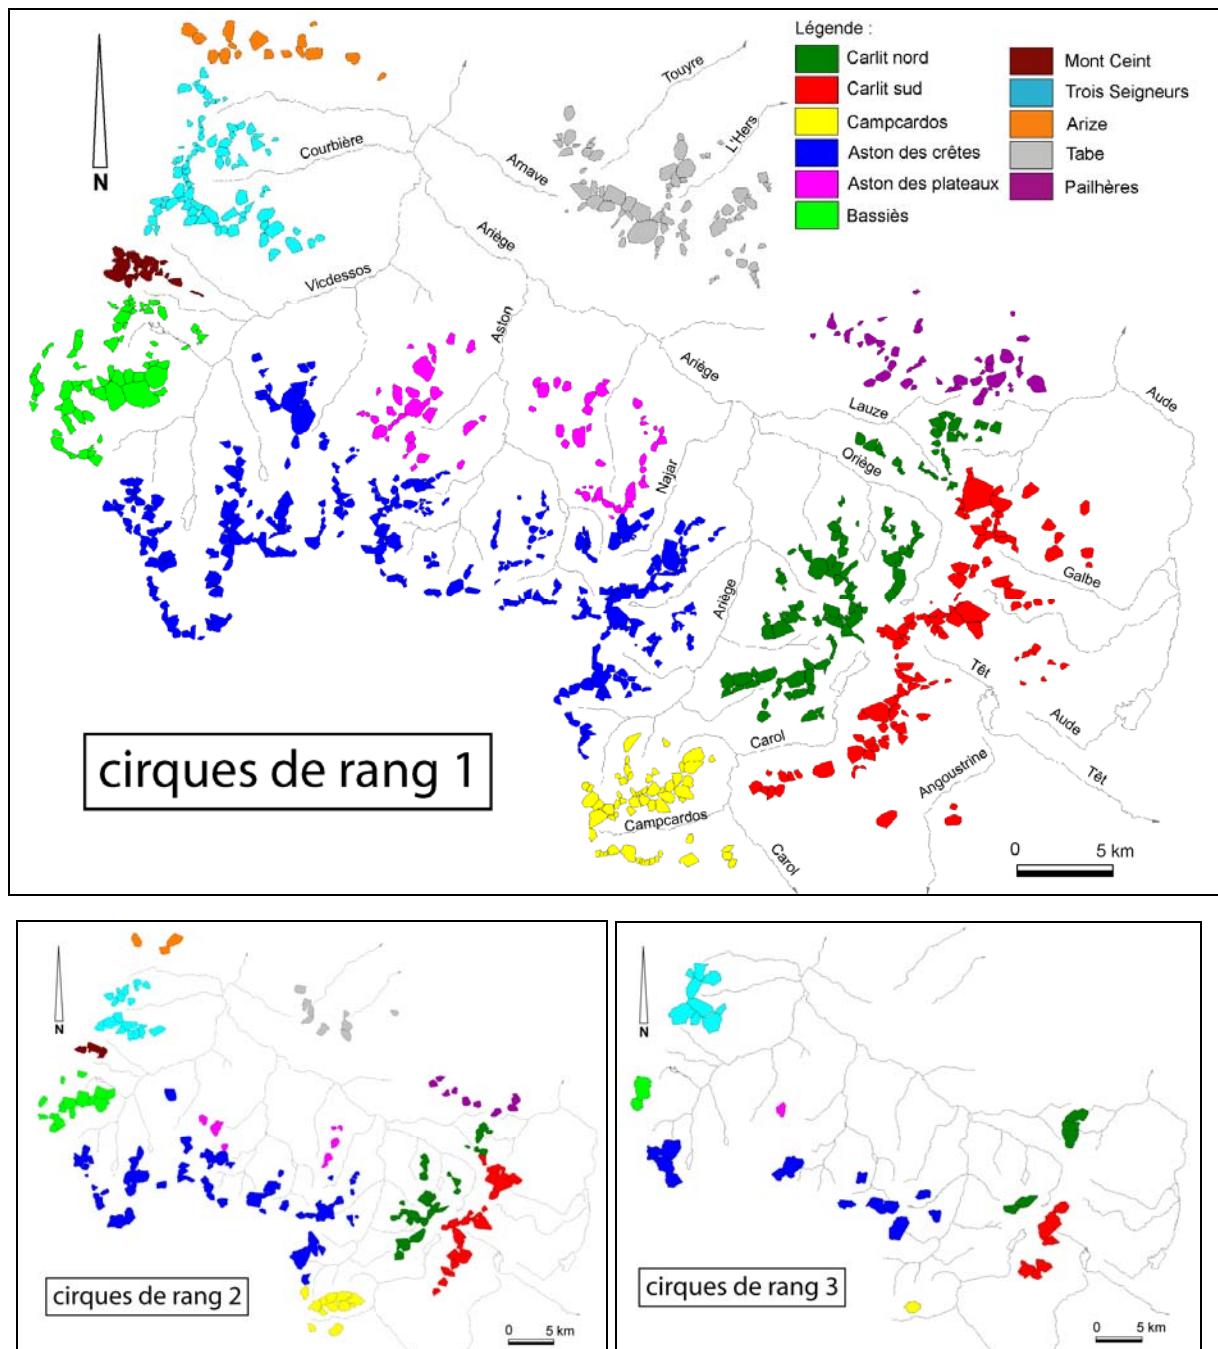 Légende :
Carlit nord
Carlit sud
Campcardos
Aston des crêtes
Aston des plateaux
Bassiès
Mont Ceint
Trois Seigneurs
Arize
Tabe
Pailhères
N
Touyre
L'Hers
Courbière
Arnave
Ariège
Vicdessos
Aston
Ariège
Lauze
Aude
Oriège
Najar
Galbe
Ariège
Têt
Aude
Carol
Têt
Angoustrine
Campcardos
Carol
cirques de rang 1
0 5 km
N
cirques de rang 2
0 5 km
N
cirques de rang 3
0 5 km